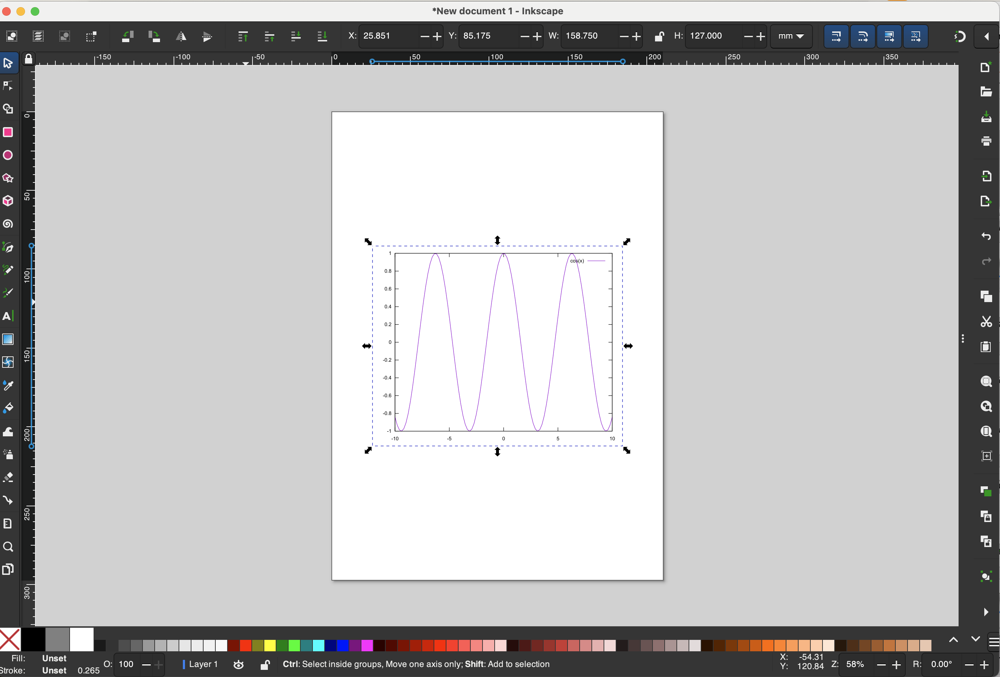 *New document 1 - Inkscape
X: 25.851 Y: 85.175 W: 158.750 H: 127.000 mm
-150 -100 -50 0 50 100 150 200 250 300 350
0
50
100
150
200
250
300
1
cos(x)
0.8
0.6
0.4
0.2
0
-0.2
-0.4
-0.6
-0.8
-1
-10 -5 0 5 10
Fill: Unset
Stroke: Unset 0.265
O: 100
Layer 1
Ctrl: Select inside groups, Move one axis only; Shift: Add to selection
X: -54.31
Y: 120.84
Z: 58%
R: 0.00°